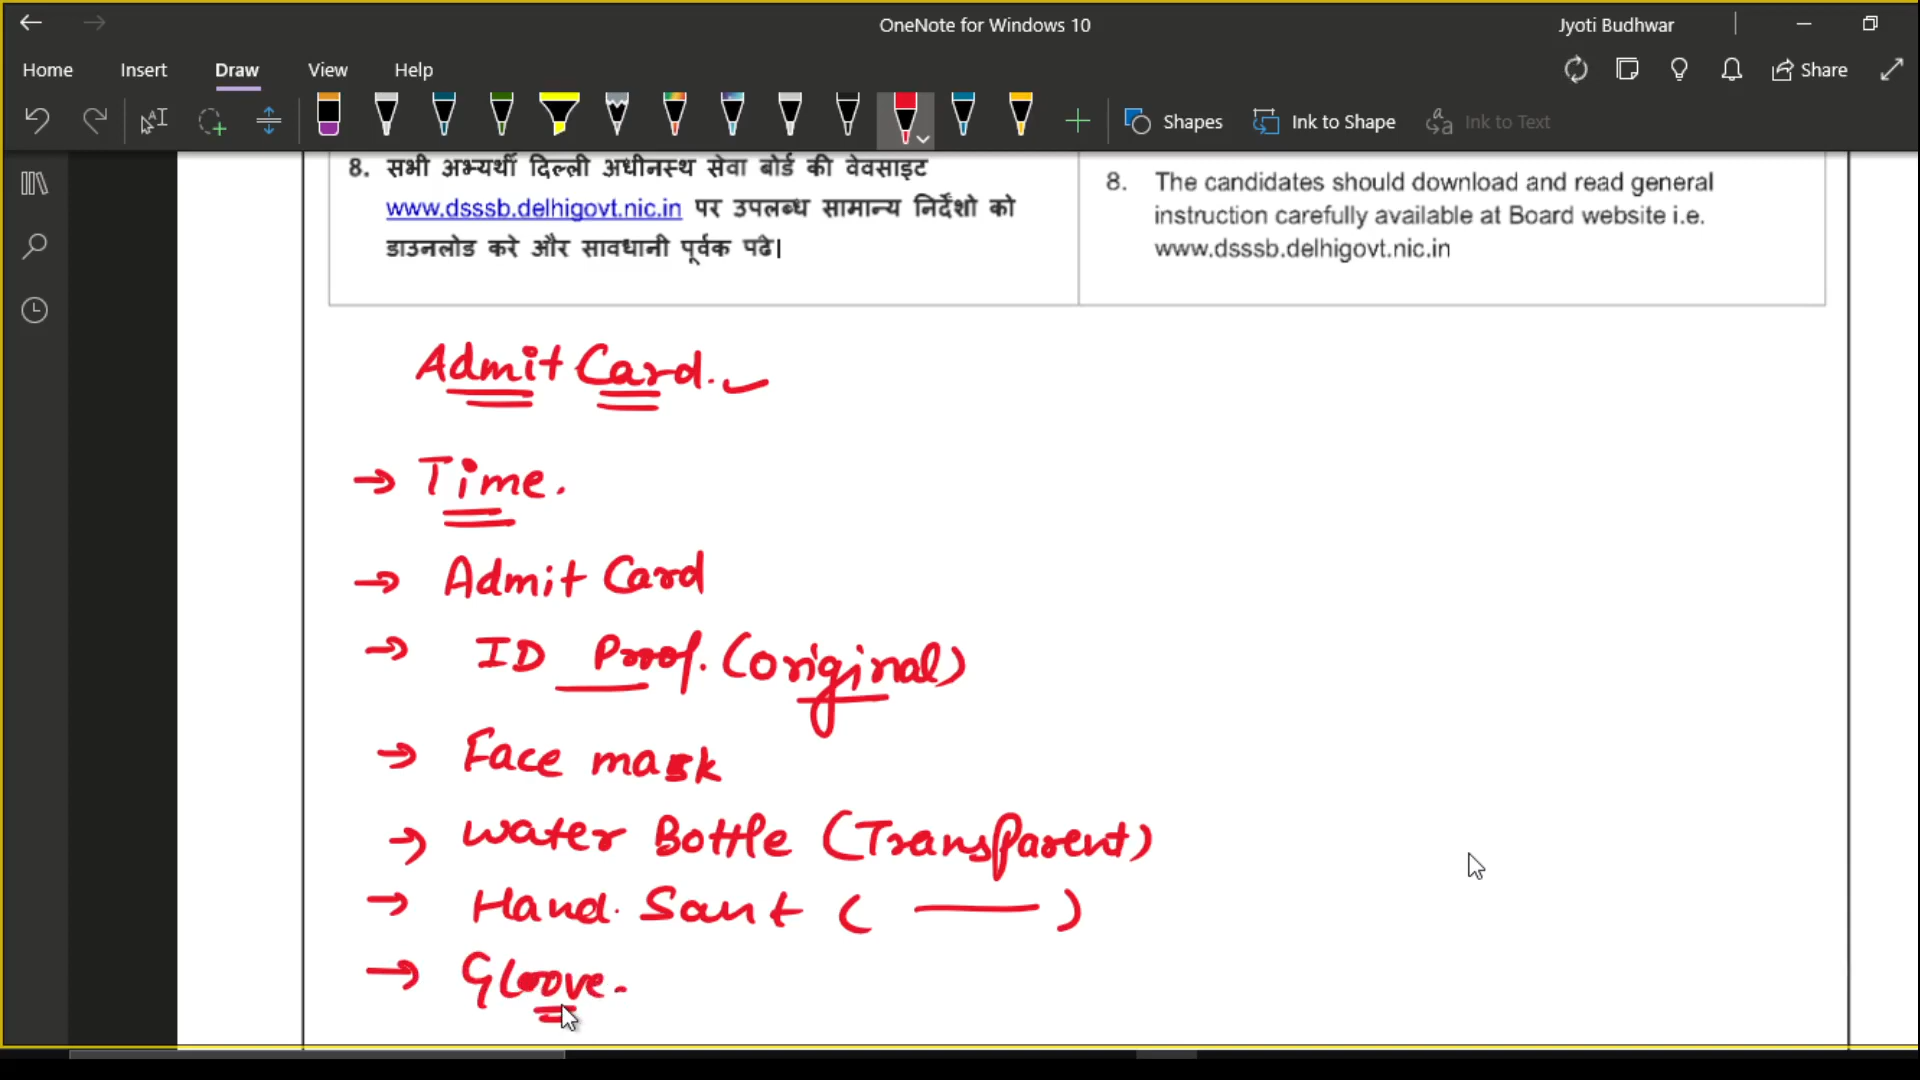 OneNote for Windows 10
Jyoti Budhwar
Home Insert Draw View Help
Share
Shapes Ink to Shape Ink to Text
8. सभी अभ्यर्थी दिल्ली अधीनस्थ सेवा बोर्ड की वेवसाइट
www.dsssb.delhigovt.nic.in पर उपलब्ध सामान्य निर्देशो को
डाउनलोड करे और सावधानी पूर्वक पढे|
8. The candidates should download and read general
instruction carefully available at Board website i.e.
www.dsssb.delhigovt.nic.in
Admit Card.
→ Time.
→ Admit Card
→ ID Proof. (original)
→ Face mask
→ Water Bottle (Transparent)
→ Hand. Sant ( — )
→ Gloove.